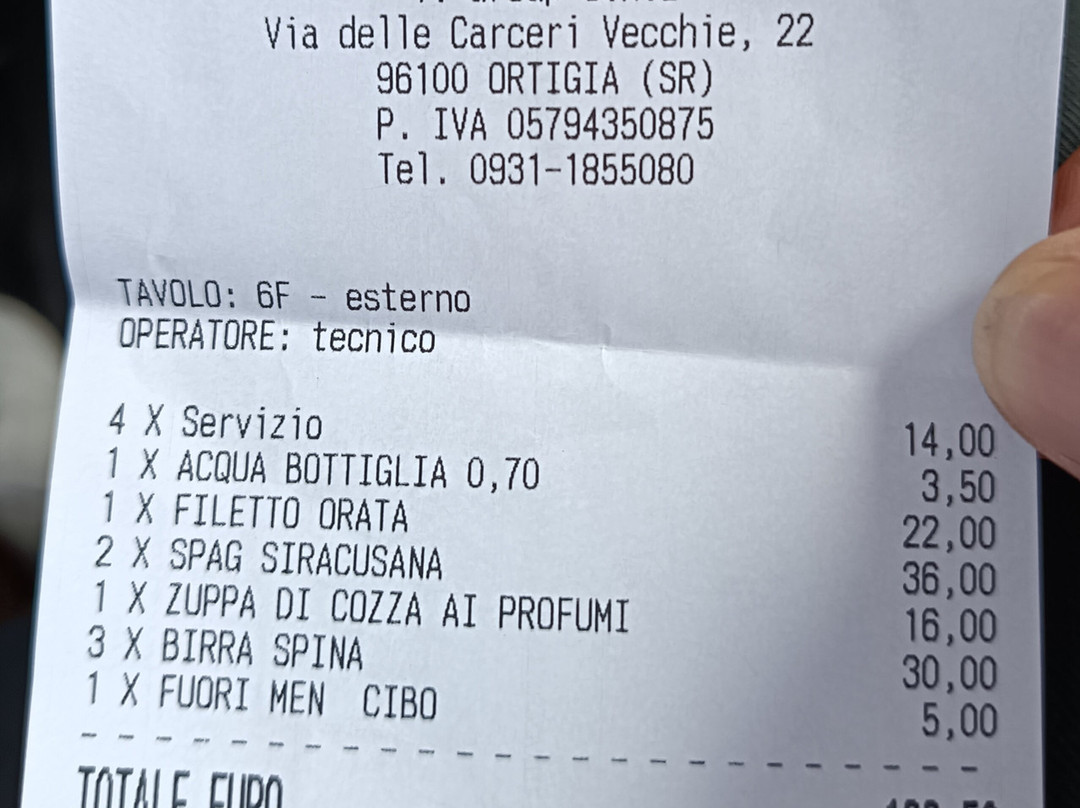 Via delle Carceri Vecchie, 22
96100 ORTIGIA (SR)
P. IVA 05794350875
Tel. 0931-1855080
TAVOLO: 6F - esterno
OPERATORE: tecnico
4 X Servizio 14,00
1 X ACQUA BOTTIGLIA 0,70 3,50
1 X FILETTO ORATA 22,00
2 X SPAG SIRACUSANA 36,00
1 X ZUPPA DI COZZA AI PROFUMI 16,00
3 X BIRRA SPINA 30,00
1 X FUORI MEN CIBO 5,00
TOTALE EURO